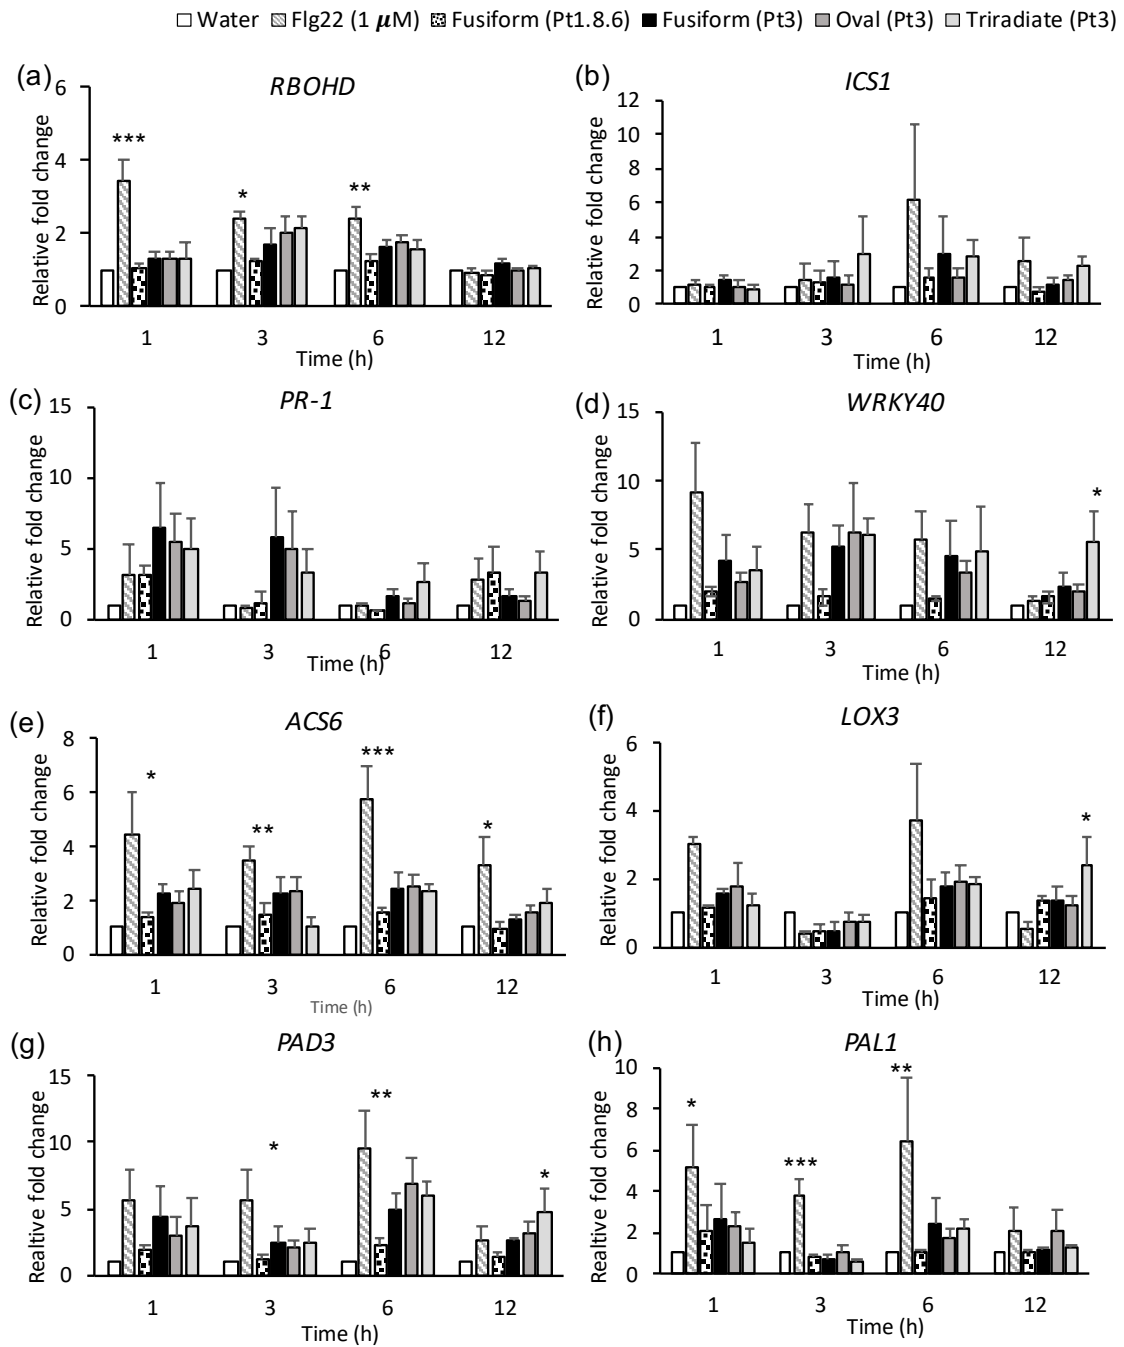 Water Flg22 (1 μM) Fusiform (Pt1.8.6) Fusiform (Pt3) Oval (Pt3) Triradiate (Pt3)
(a)
RBOHD
Relative fold change
6
4
2
0
***
*
**
1 3 6 12
Time (h)
(b)
ICS1
Relative fold change
12
10
8
6
4
2
0
1 3 6 12
Time (h)
(c)
PR-1
Relative fold change
15
10
5
0
1 3 6 12
Time (h)
(d)
WRKY40
Relative fold change
15
10
5
0
*
1 3 6 12
Time (h)
(e)
ACS6
Relative fold change
8
6
4
2
0
*
**
***
*
1 3 6 12
Time (h)
(f)
LOX3
Relative fold change
6
4
2
0
*
1 3 6 12
Time (h)
(g)
PAD3
Realtive fold change
15
10
5
0
*
**
*
1 3 6 12
Time (h)
(h)
PAL1
Realtive fold change
10
8
6
4
2
0
*
***
**
1 3 6 12
Time (h)